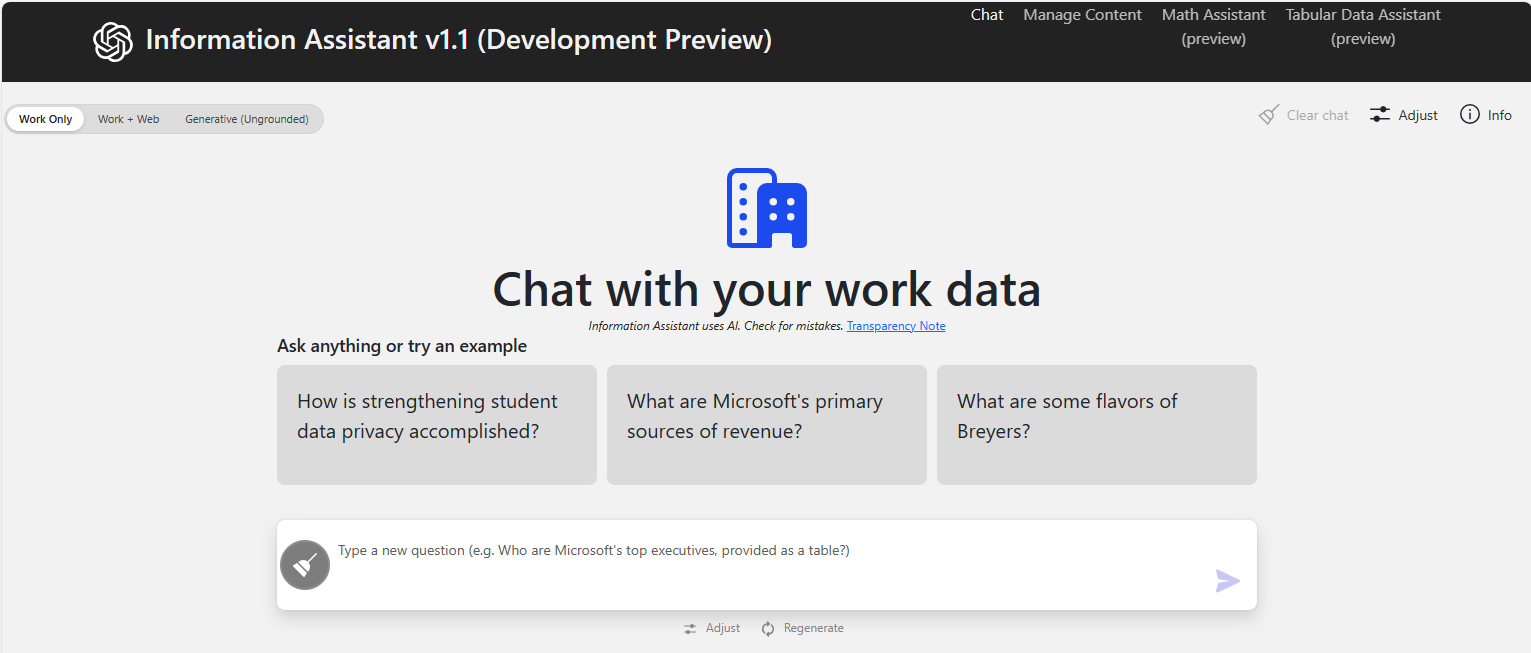 Information Assistant v1.1 (Development Preview)
Chat
Manage Content
Math Assistant
(preview)
Tabular Data Assistant
(preview)
Work Only
Work + Web
Generative (Ungrounded)
Clear chat
Adjust
Info
Chat with your work data
Information Assistant uses AI. Check for mistakes. Transparency Note
Ask anything or try an example
How is strengthening student
data privacy accomplished?
What are Microsoft's primary
sources of revenue?
What are some flavors of
Breyers?
Type a new question (e.g. Who are Microsoft's top executives, provided as a table?)
Adjust
Regenerate